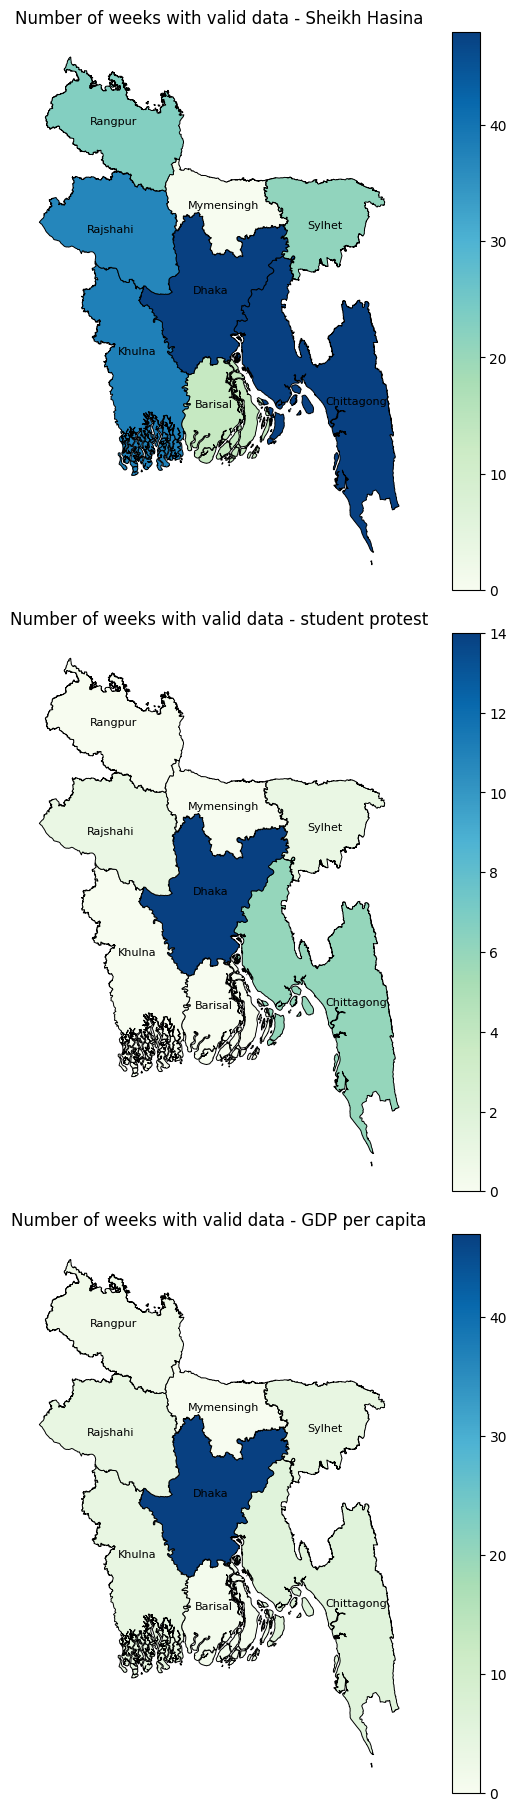 Number of weeks with valid data - Sheikh Hasina
Rangpur
Mymensingh
Rajshahi
Sylhet
Dhaka
Khulna
Barisal
Chittagong
40
30
20
10
0
Number of weeks with valid data - student protest
Rangpur
Mymensingh
Rajshahi
Sylhet
Dhaka
Khulna
Barisal
Chittagong
14
12
10
8
6
4
2
0
Number of weeks with valid data - GDP per capita
Rangpur
Mymensingh
Rajshahi
Sylhet
Dhaka
Khulna
Barisal
Chittagong
40
30
20
10
0